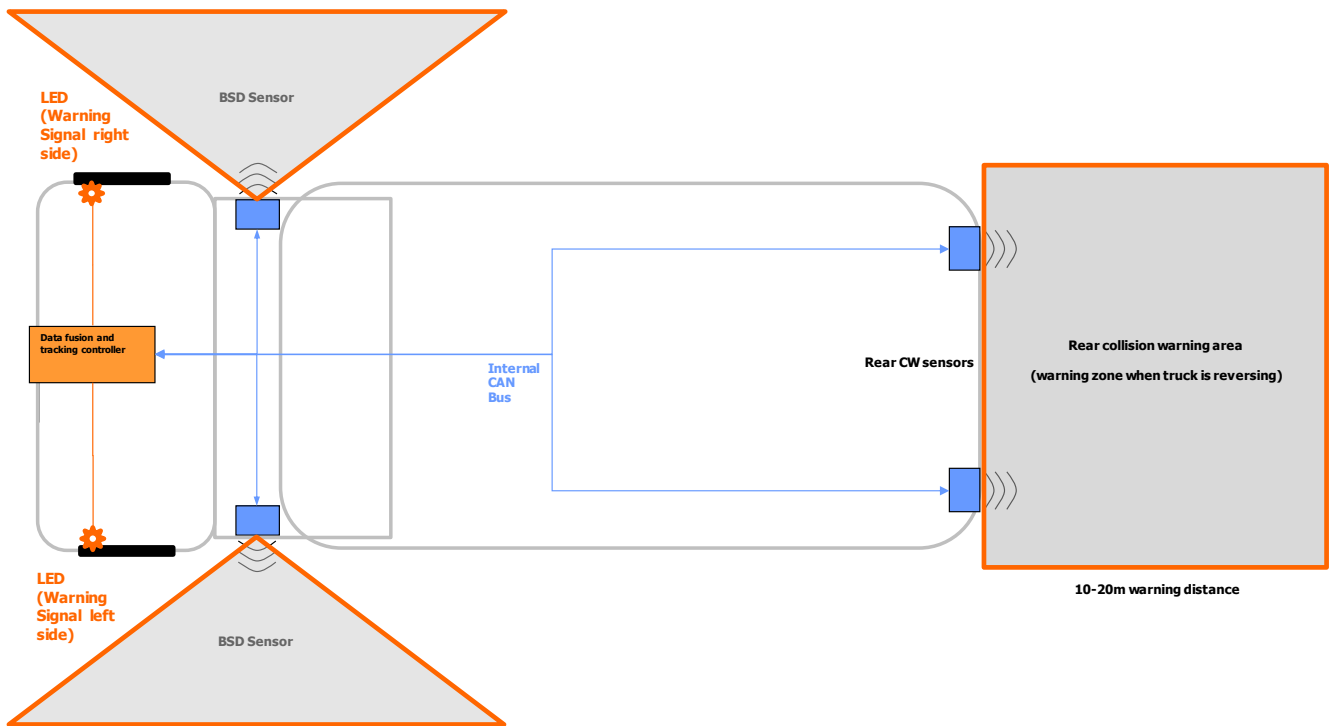 BSD Sensor
LED
(Warning
Signal right
side)
Data fusion and
tracking controller
Internal
CAN
Bus
Rear CW sensors
Rear collision warning area
(warning zone when truck is reversing)
10-20m warning distance
LED
(Warning
Signal left
side)
BSD Sensor